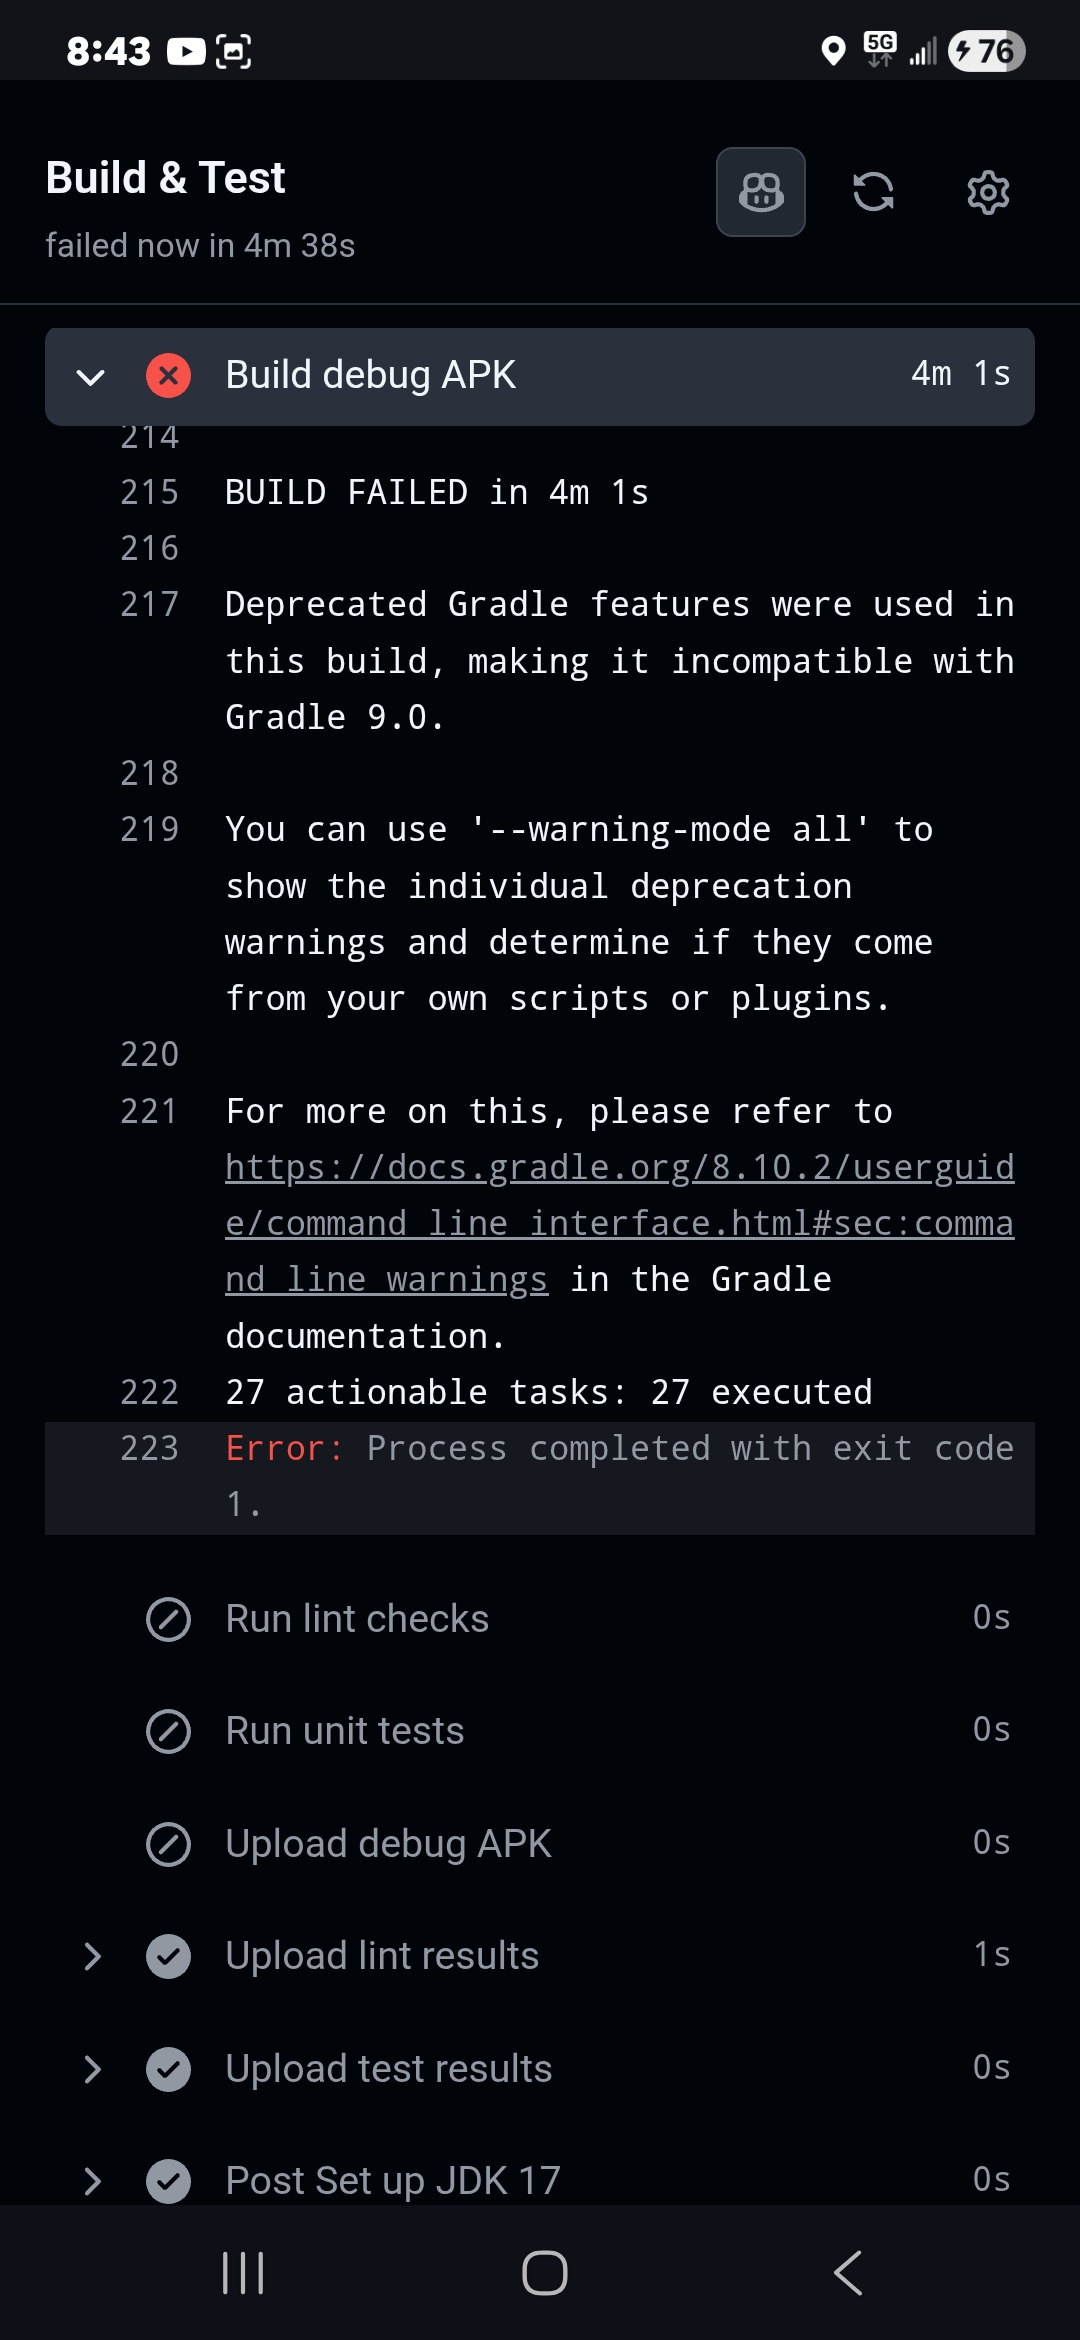 8:43
5G
76
Build & Test
failed now in 4m 38s
Build debug APK 4m 1s
214
215 BUILD FAILED in 4m 1s
216
217 Deprecated Gradle features were used in
this build, making it incompatible with
Gradle 9.0.
218
219 You can use '--warning-mode all' to
show the individual deprecation
warnings and determine if they come
from your own scripts or plugins.
220
221 For more on this, please refer to
https://docs.gradle.org/8.10.2/userguid
e/command_line_interface.html#sec:comma
nd_line_warnings in the Gradle
documentation.
222 27 actionable tasks: 27 executed
223 Error: Process completed with exit code
1.
Run lint checks 0s
Run unit tests 0s
Upload debug APK 0s
Upload lint results 1s
Upload test results 0s
Post Set up JDK 17 0s